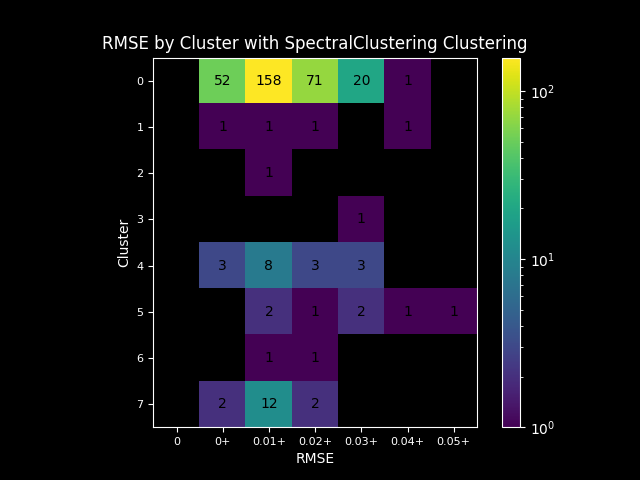 RMSE by Cluster with SpectralClustering Clustering
0 52 158 71 20 1
1 1 1 1 1
2 1
3 1
4 3 8 3 3
5 2 1 2 1 1
6 1 1
7 2 12 2
0 0+ 0.01+ 0.02+ 0.03+ 0.04+ 0.05+
RMSE
Cluster
10²
10¹
10⁰